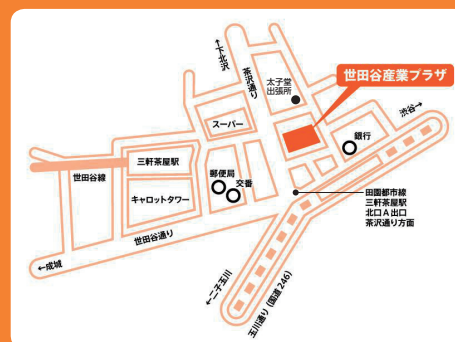 ←下北沢
茶沢通り
太子堂
出張所
世田谷産業プラザ
渋谷→
スーパー
銀行
三軒茶屋駅
世田谷線
郵便局
交番
キャロットタワー
田園都市線
三軒茶屋駅
北口A出口
茶沢通り方面
世田谷通り
←成城
←二子玉川
玉川通り(国道246)